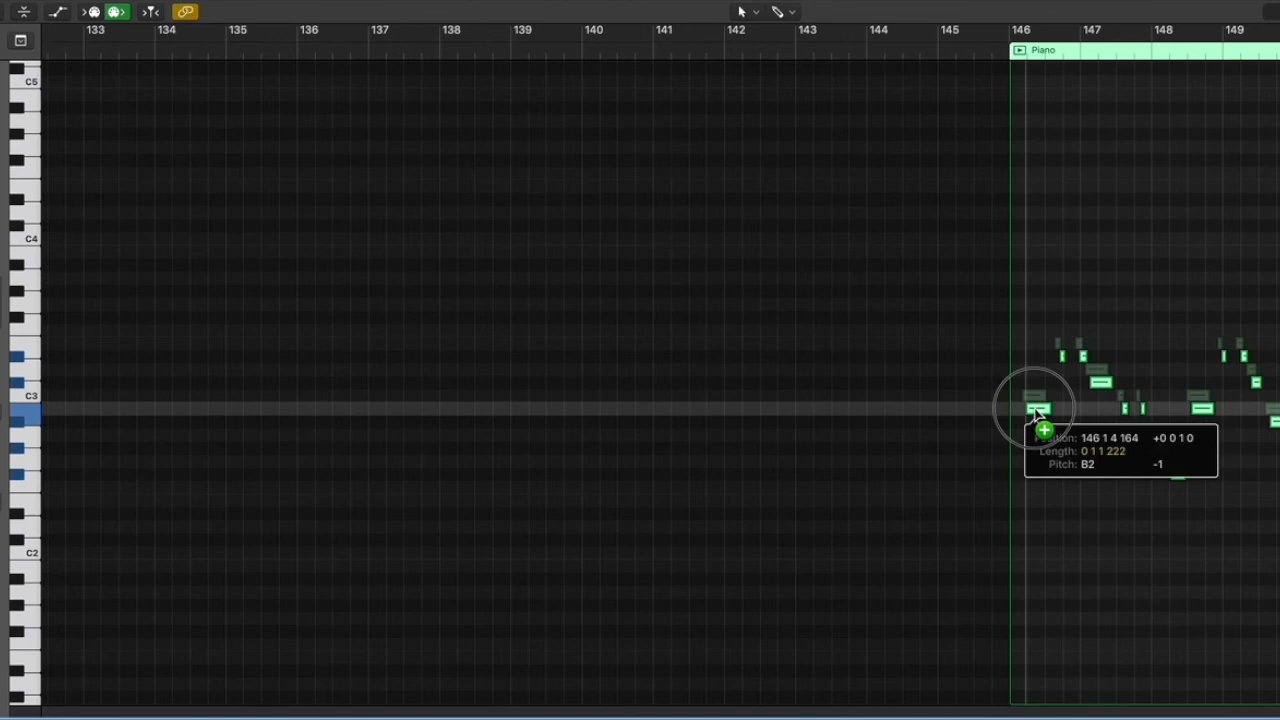 133 134 135 136 137 138 139 140 141 142 143 144 145 146 147 148 149
Piano
C5
C4
C3
C2
Position: 146 1 4 164 +0 0 1 0
Length: 0 1 1 222
Pitch: B2 -1